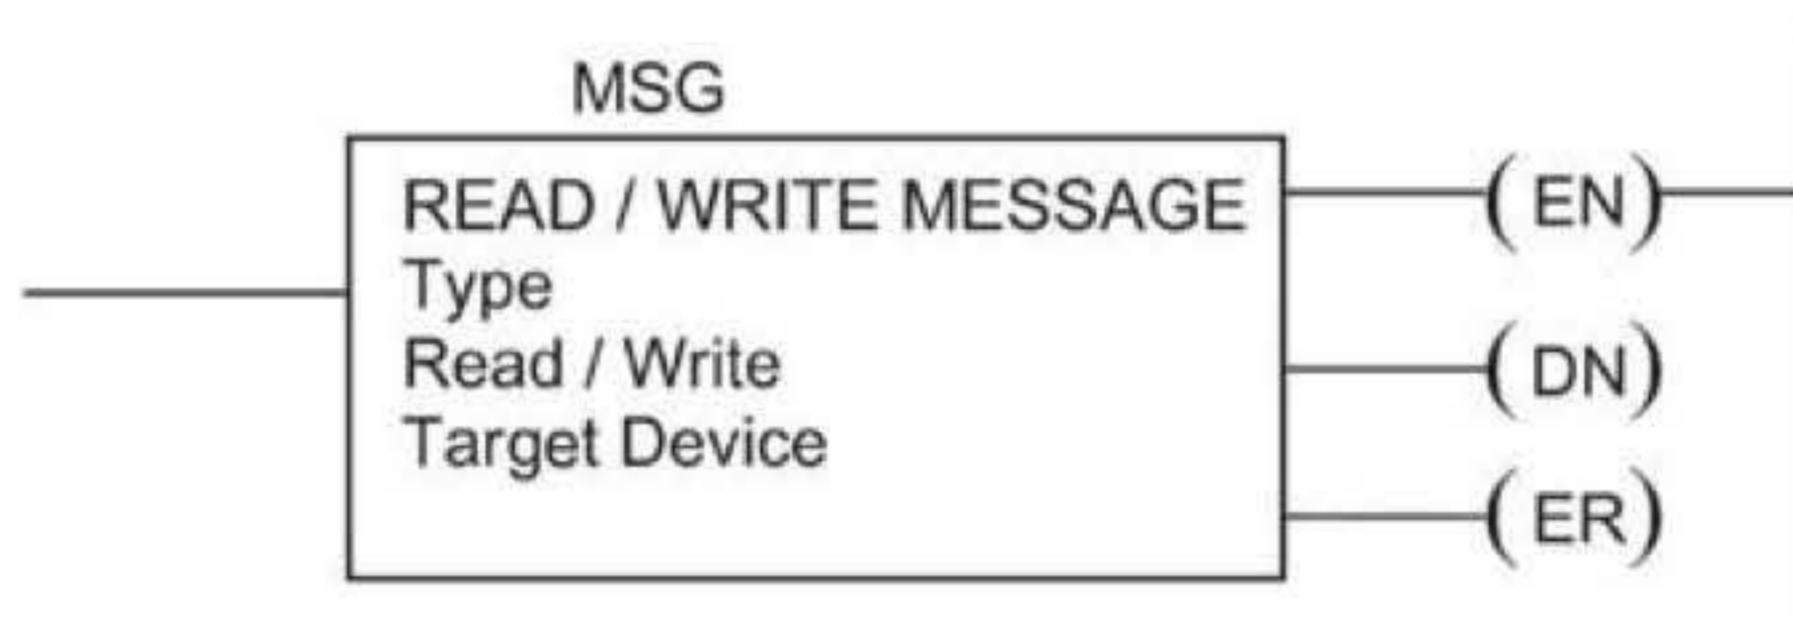 MSG
READ / WRITE MESSAGE
Type
Read / Write
Target Device
( EN )
( DN )
( ER )